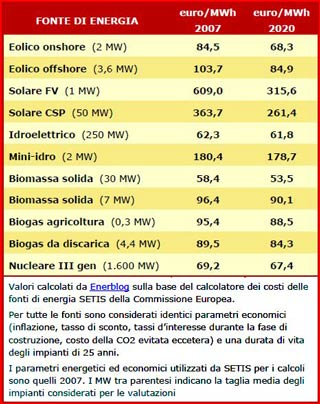 FONTE DI ENERGIA euro/MWh 2007 euro/MWh 2020
Eolico onshore (2 MW) 84,5 68,3
Eolico offshore (3,6 MW) 103,7 84,9
Solare FV (1 MW) 609,0 315,6
Solare CSP (50 MW) 363,7 261,4
Idroelettrico (250 MW) 62,3 61,8
Mini-idro (2 MW) 180,4 178,7
Biomassa solida (30 MW) 58,4 53,5
Biomassa solida (7 MW) 96,4 90,1
Biogas agricoltura (0,3 MW) 95,4 88,5
Biogas da discarica (4,4 MW) 89,5 84,3
Nucleare III gen (1.600 MW) 69,2 67,4
Valori calcolati da Enerblog sulla base del calcolatore dei costi delle
fonti di energia SETIS della Commissione Europea.
Per tutte le fonti sono considerati identici parametri economici
(inflazione, tasso di sconto, tassi d'interesse durante la fase di
costruzione, costo della CO2 evitata eccetera) e una durata di vita
degli impianti di 25 anni.
I parametri energetici ed economici utilizzati da SETIS per i calcoli
sono quelli 2007. I MW tra parentesi indicano la taglia media degli
impianti considerati per le valutazioni